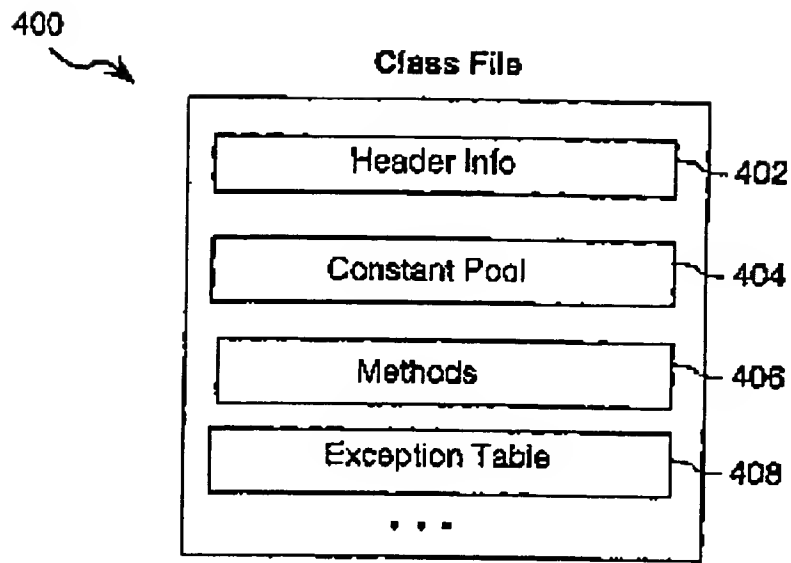 400
Class File
Header Info
402
Constant Pool
404
Methods
406
Exception Table
408
...